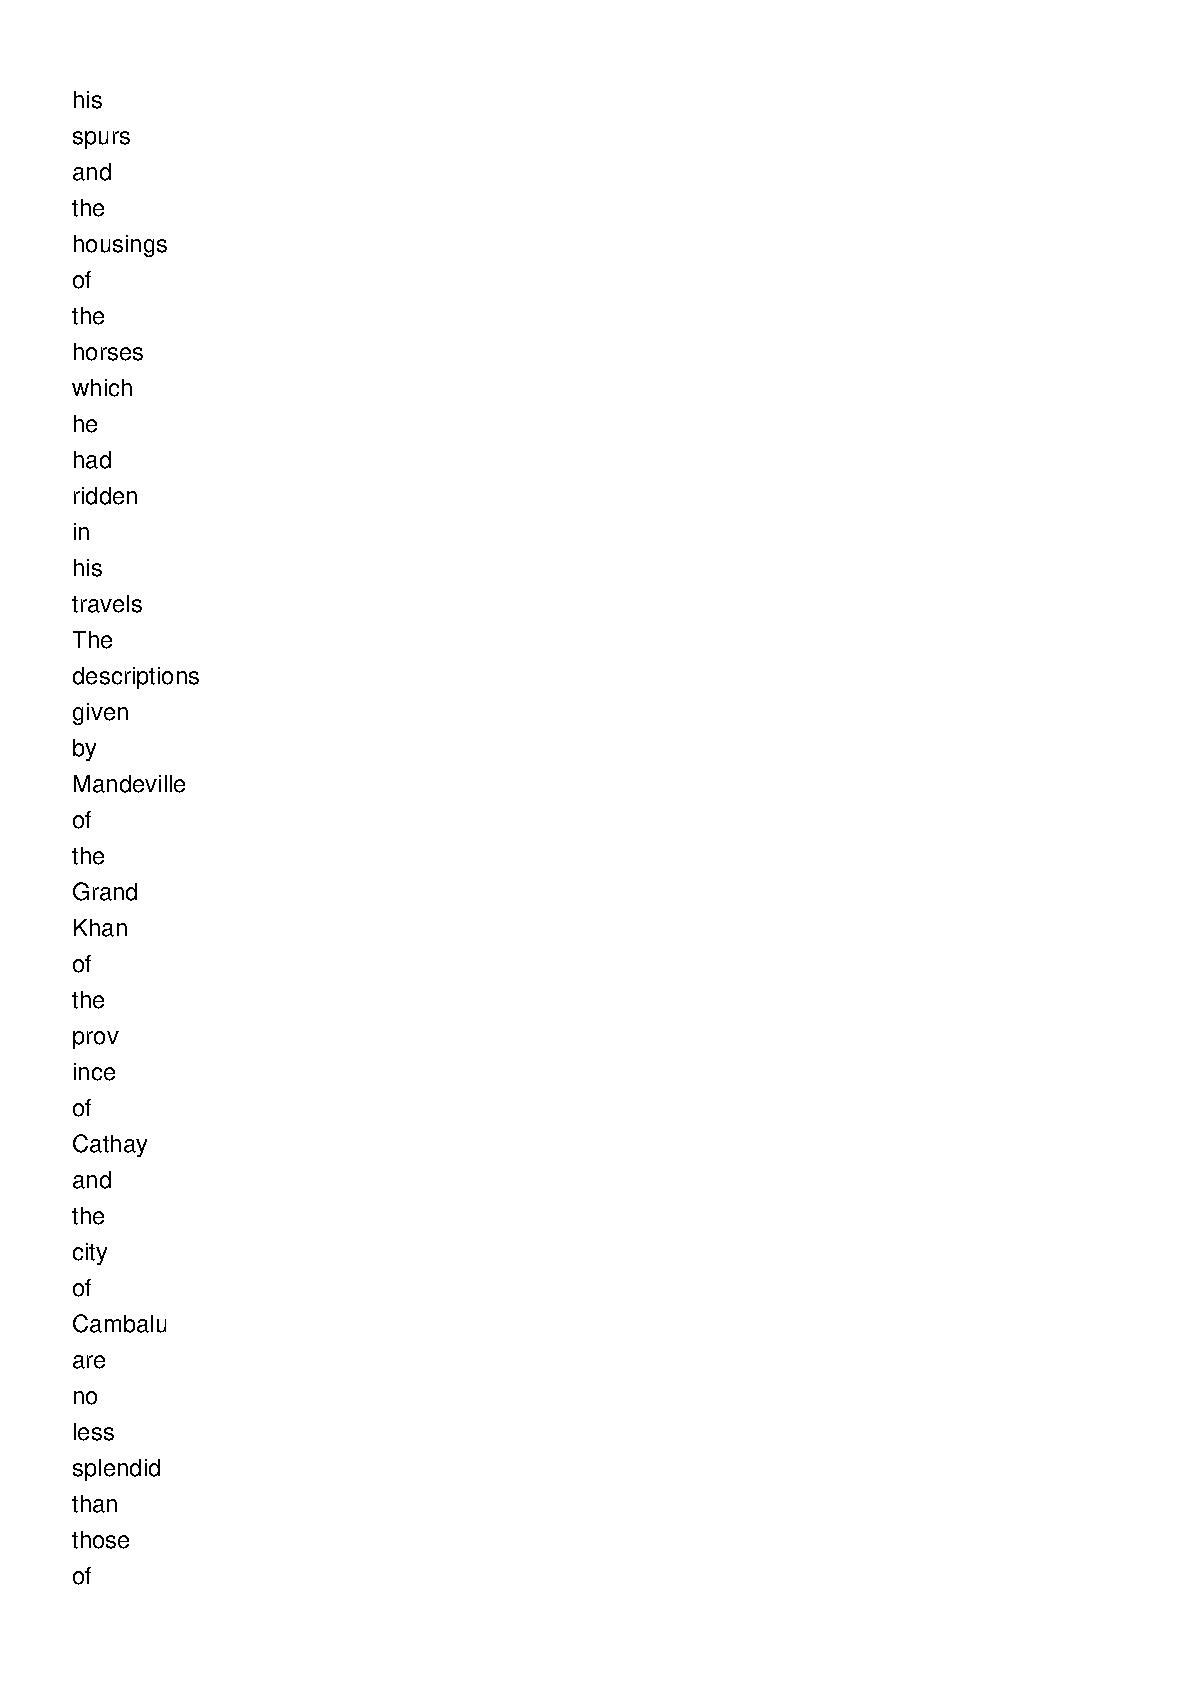 his
spurs
and
the
housings
of
the
horses
which
he
had
ridden
in
his
travels
The
descriptions
given
by
Mandeville
of
the
Grand
Khan
of
the
prov
ince
of
Cathay
and
the
city
of
Cambalu
are
no
less
splendid
than
those
of